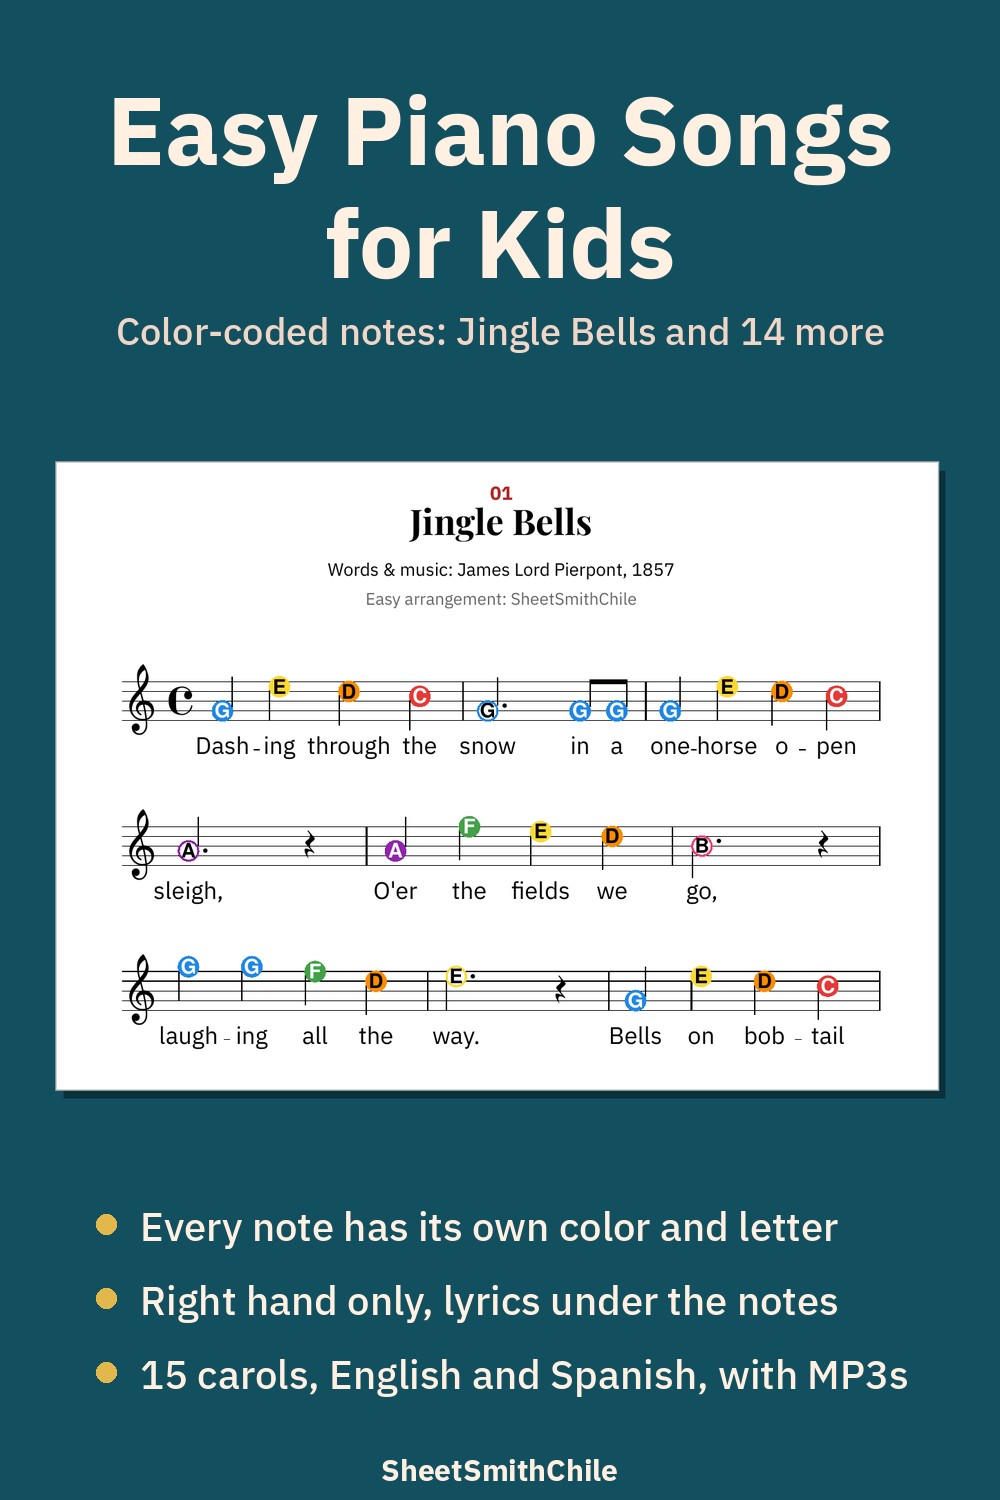 Easy Piano Songs
for Kids
Color-coded notes: Jingle Bells and 14 more
01
Jingle Bells
Words & music: James Lord Pierpont, 1857
Easy arrangement: SheetSmithChile
G E D C G G G G E D C
Dash - ing through the snow in a one-horse o - pen
A A F E D B
sleigh, O'er the fields we go,
G G F D E G E D C
laugh - ing all the way. Bells on bob - tail
Every note has its own color and letter
Right hand only, lyrics under the notes
15 carols, English and Spanish, with MP3s
SheetSmithChile